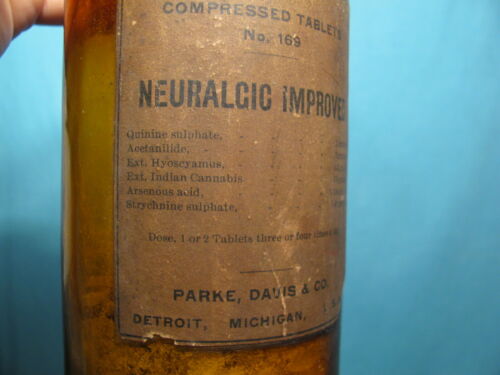 COMPRESSED TABLETS
No. 169
NEURALGIC IMPROVED
Quinine sulphate,
Acetanilide,
Ext. Hyoscyamus,
Ext. Indian Cannabis
Arsenous acid,
Strychnine sulphate,
Dose, 1 or 2 Tablets three or four times
PARKE, DAVIS & CO.
DETROIT, MICHIGAN,